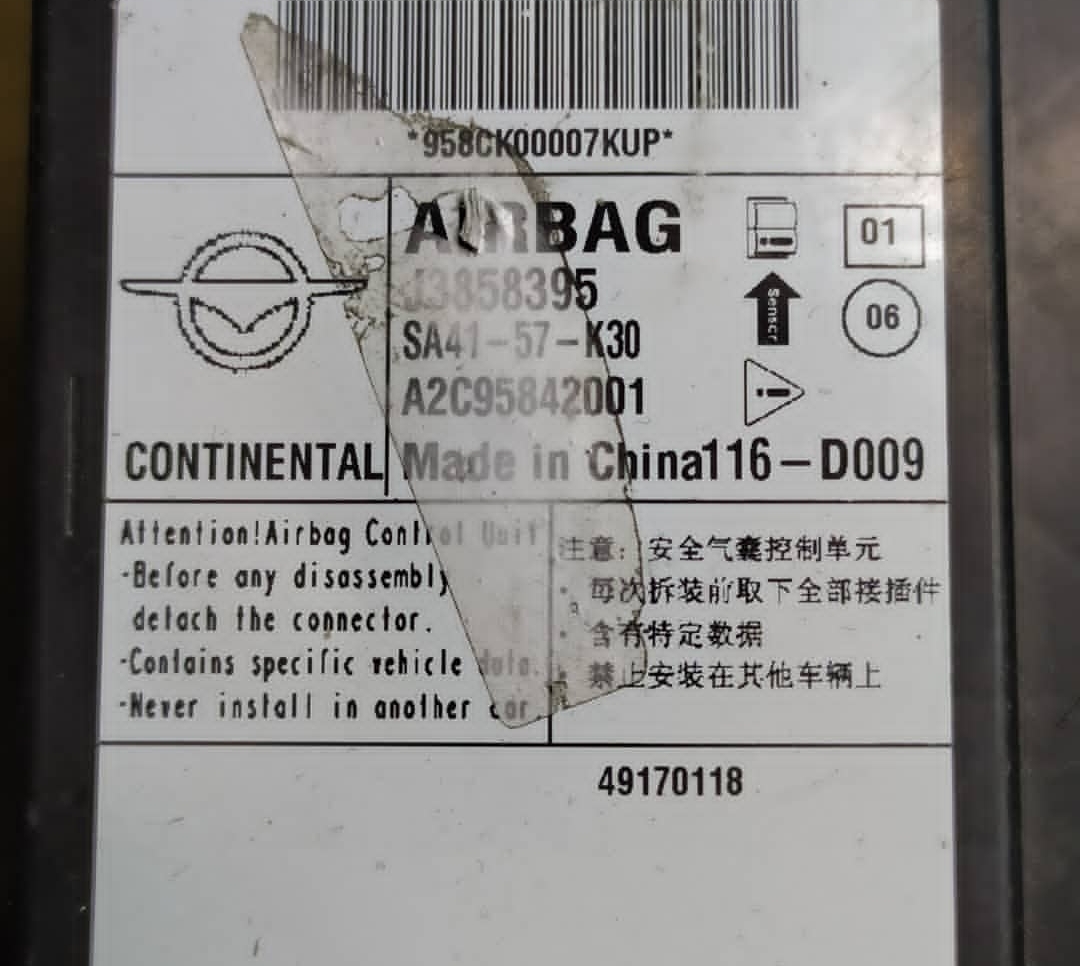 *958CK00007KUP*
AIRBAG
J3858395
SA41-57-K30
A2C95842001
Made in China116-D009
01
Sensor
06
CONTINENTAL
Attention!Airbag Control Unit
-Before any disassembly
detach the connector.
-Contains specific vehicle data.
-Never install in another car.
注意：安全气囊控制单元
· 每次拆装前取下全部接插件
· 含有特定数据
· 禁止安装在其他车辆上
49170118